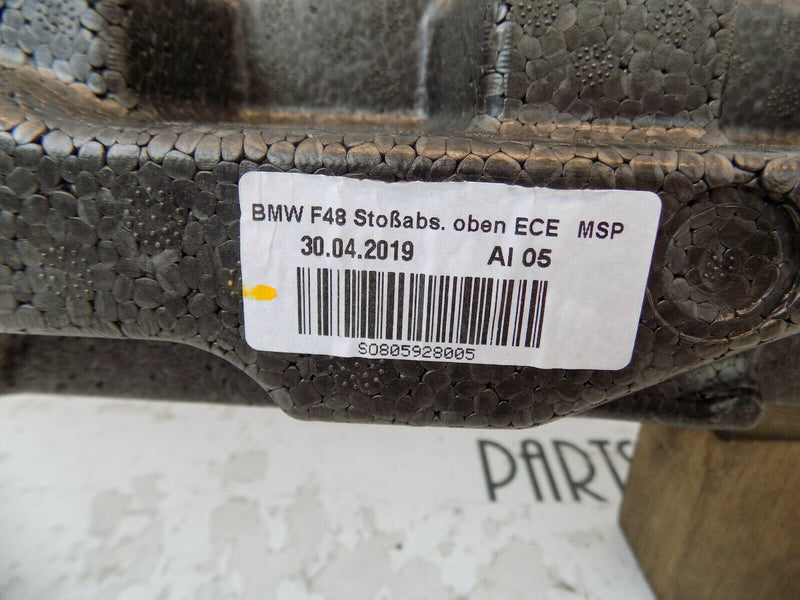 BMW F48 Stoßabs. oben ECE MSP
30.04.2019 AI 05
S0805928005
PARTS